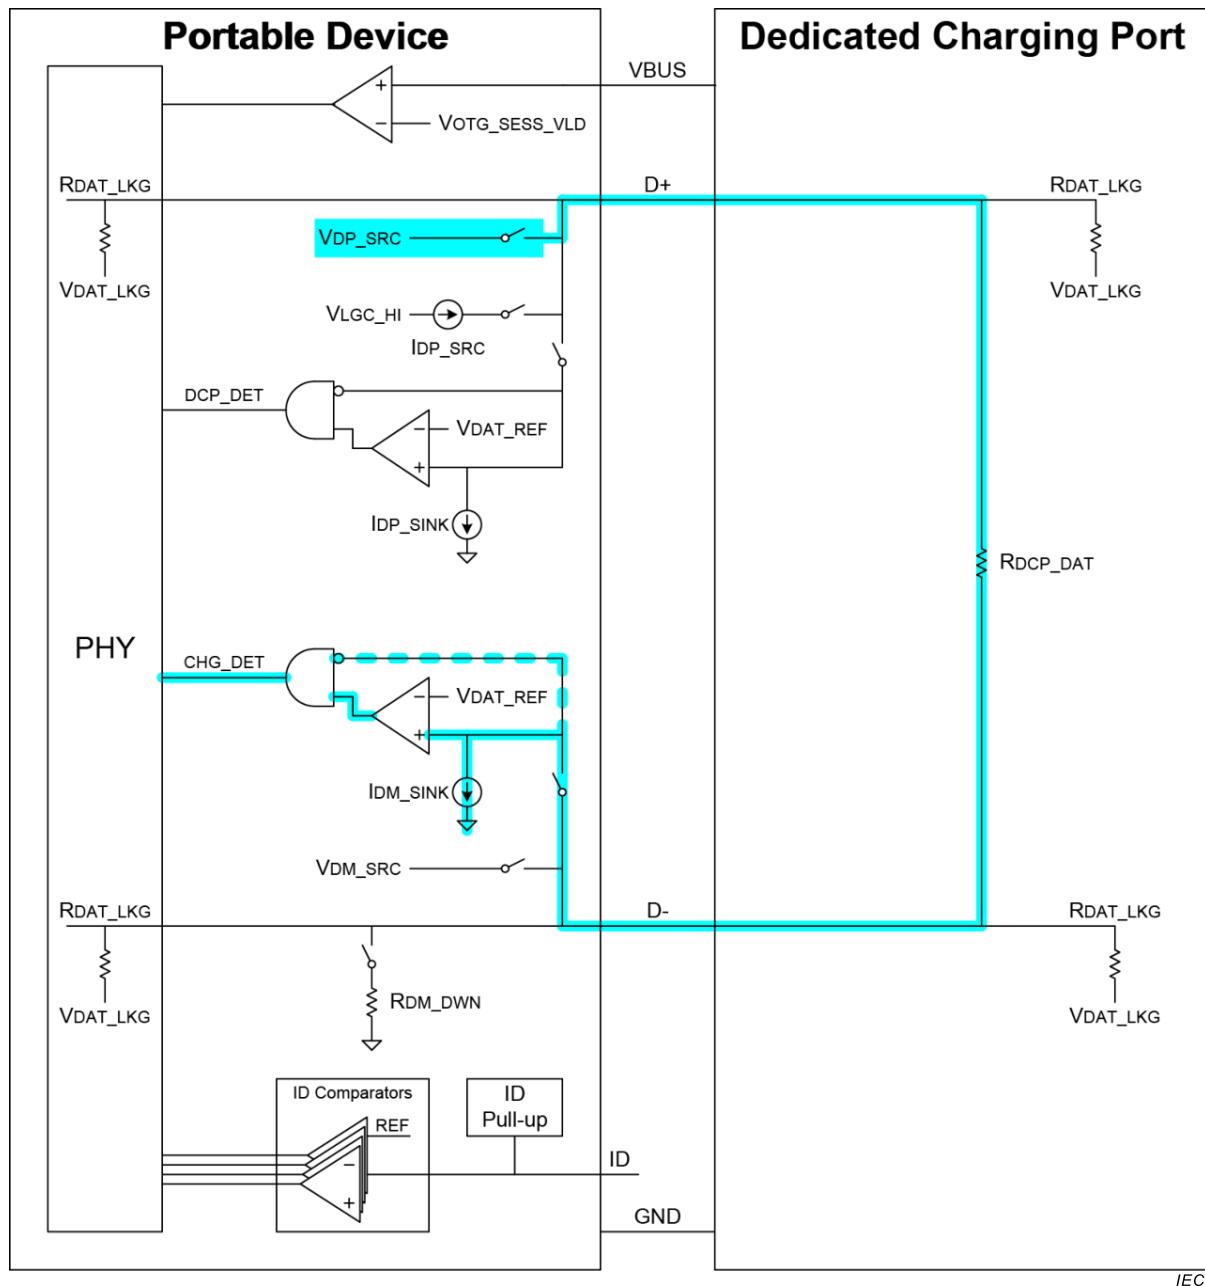 Portable Device
Dedicated Charging Port
VBUS
+
−
VOTG_SESS_VLD
RDAT_LKG
D+
RDAT_LKG
VDP_SRC
VDAT_LKG
VDAT_LKG
VLGC_HI
IDP_SRC
DCP_DET
−
VDAT_REF
+
IDP_SINK
RDCP_DAT
PHY
CHG_DET
−
VDAT_REF
+
IDM_SINK
VDM_SRC
RDAT_LKG
D-
RDAT_LKG
RDM_DWN
VDAT_LKG
VDAT_LKG
ID Comparators
REF
−
+
ID
Pull-up
ID
GND
IEC